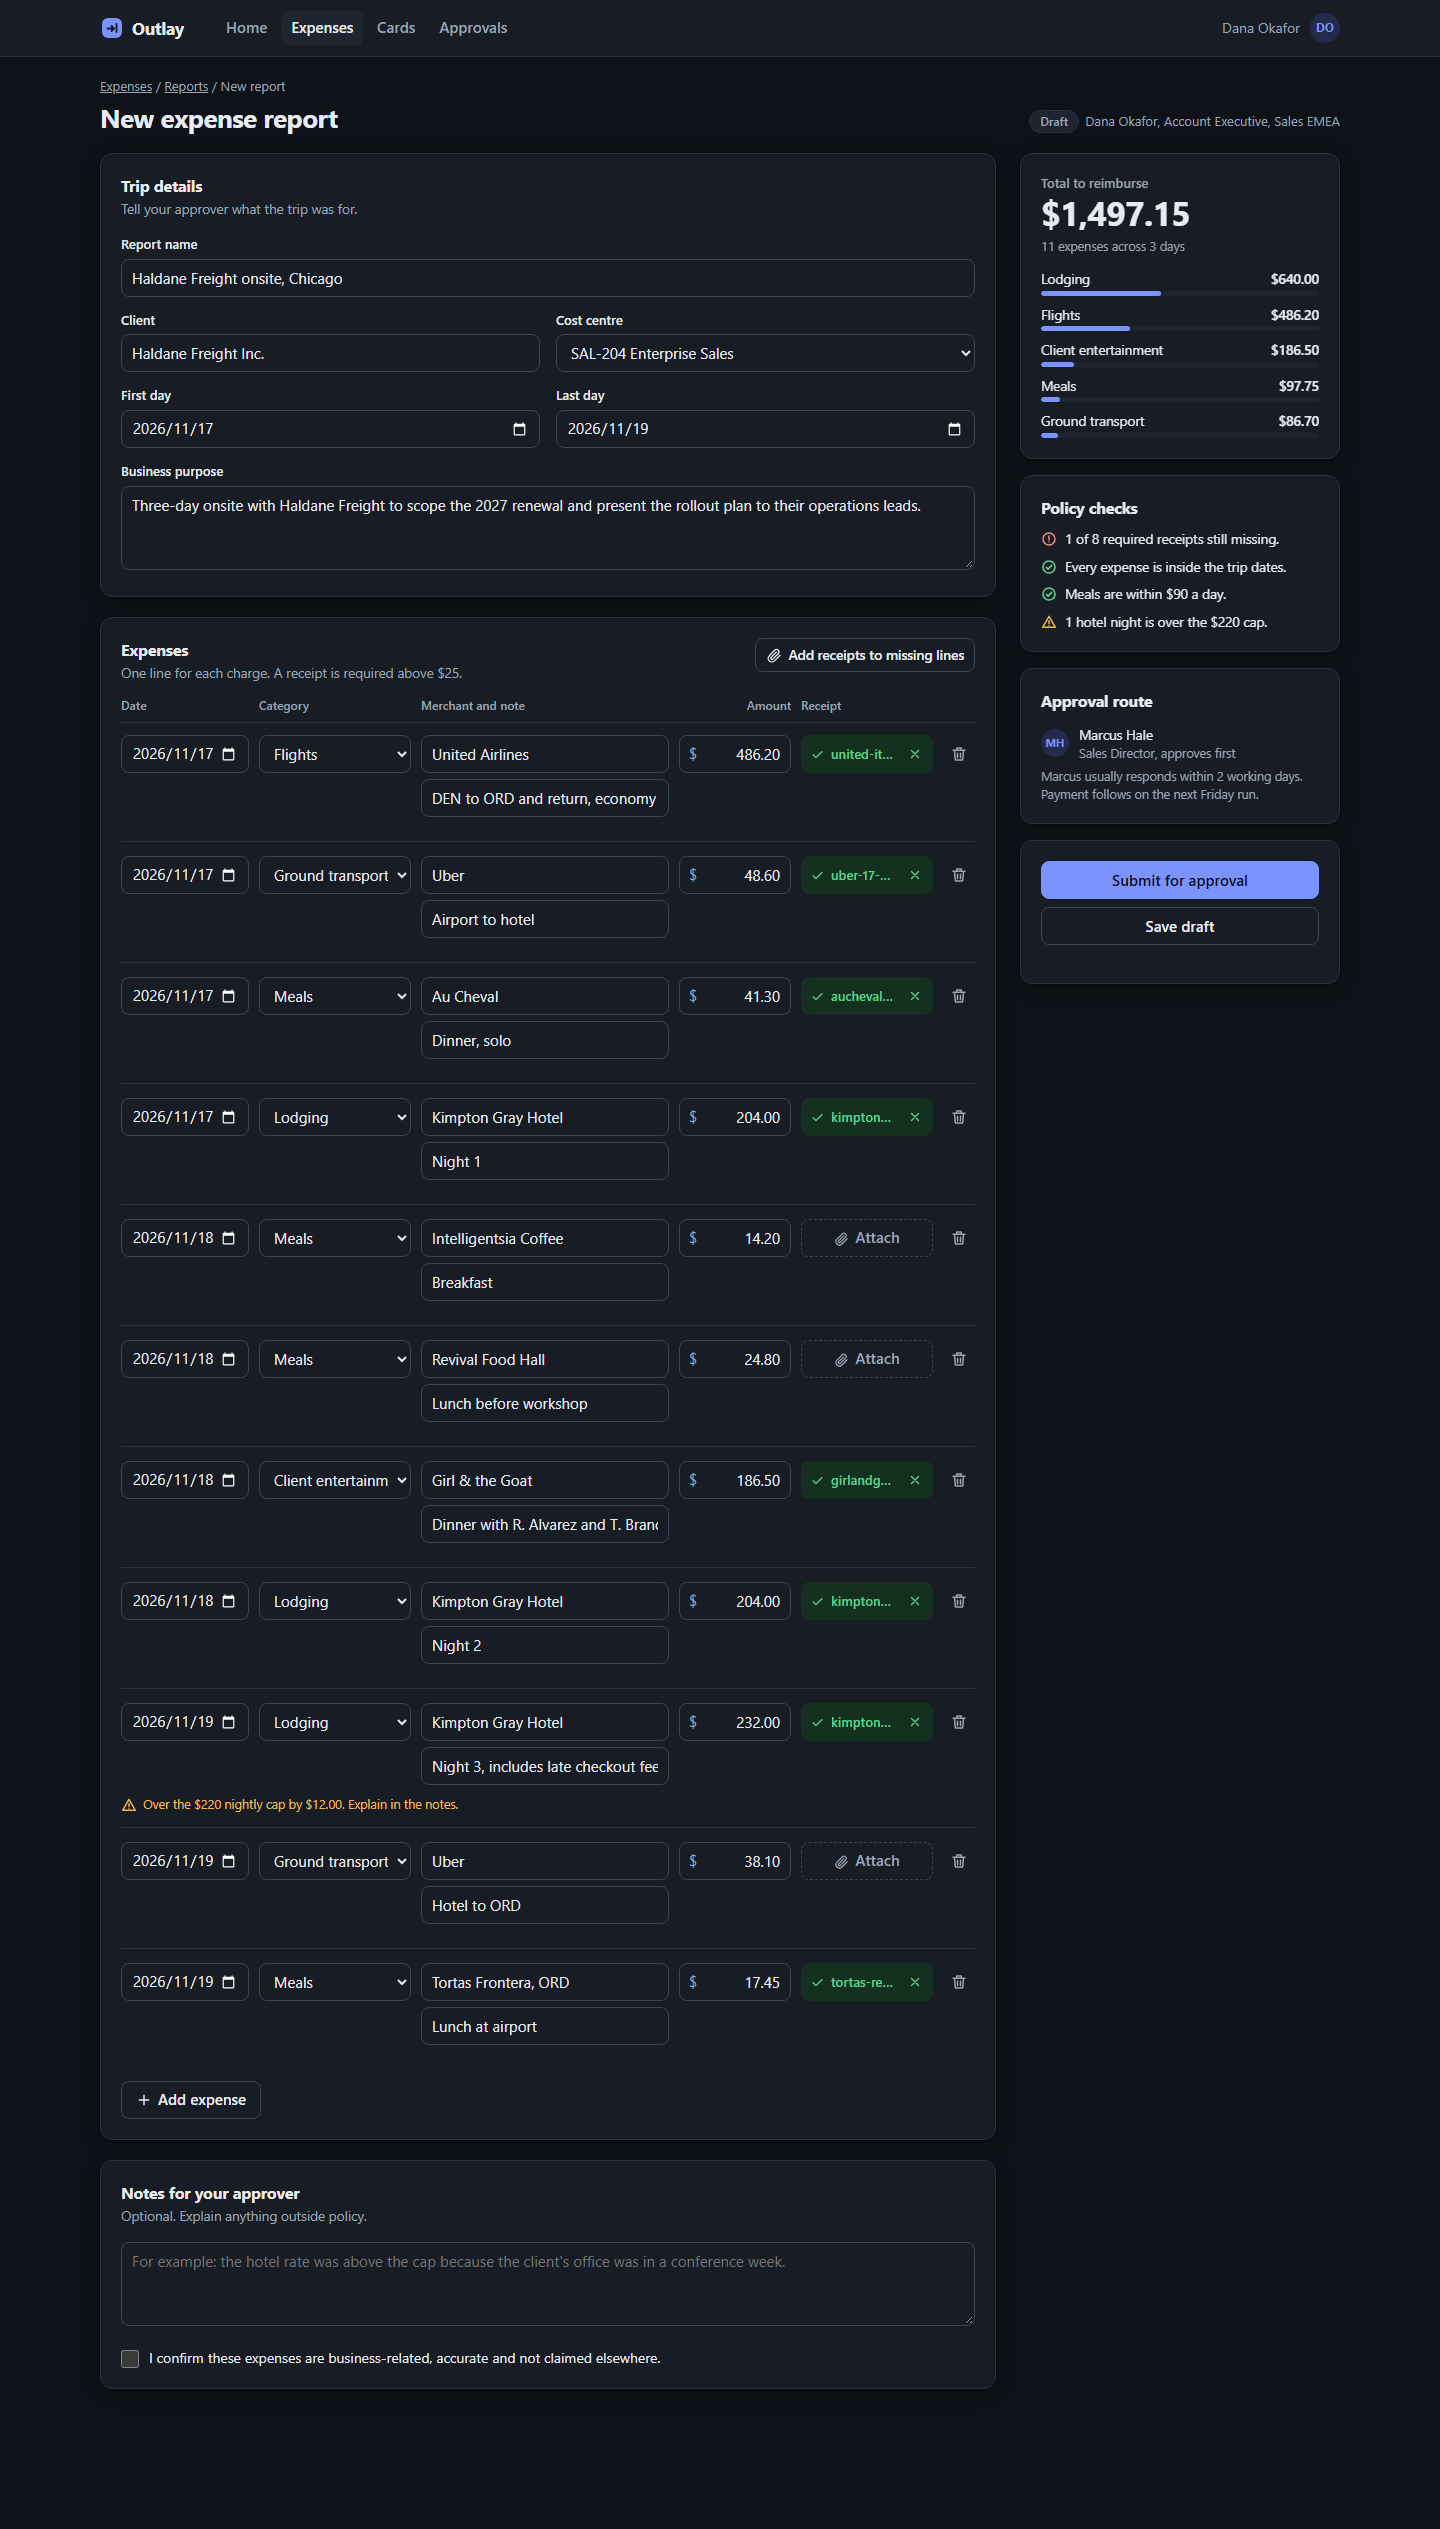 Outlay
Home
Expenses
Cards
Approvals
Dana Okafor
DO
Expenses / Reports / New report
New expense report
Draft
Dana Okafor, Account Executive, Sales EMEA
Trip details
Tell your approver what the trip was for.
Report name
Haldane Freight onsite, Chicago
Client
Cost centre
Haldane Freight Inc.
SAL-204 Enterprise Sales
First day
Last day
2026/11/17
2026/11/19
Business purpose
Three-day onsite with Haldane Freight to scope the 2027 renewal and present the rollout plan to their operations leads.
Expenses
One line for each charge. A receipt is required above $25.
Add receipts to missing lines
Date Category Merchant and note Amount Receipt
2026/11/17 Flights United Airlines $ 486.20 united-it...
DEN to ORD and return, economy
2026/11/17 Ground transport Uber $ 48.60 uber-17-...
Airport to hotel
2026/11/17 Meals Au Cheval $ 41.30 aucheval...
Dinner, solo
2026/11/17 Lodging Kimpton Gray Hotel $ 204.00 kimpton...
Night 1
2026/11/18 Meals Intelligentsia Coffee $ 14.20 Attach
Breakfast
2026/11/18 Meals Revival Food Hall $ 24.80 Attach
Lunch before workshop
2026/11/18 Client entertainm Girl & the Goat $ 186.50 girlandg...
Dinner with R. Alvarez and T. Branc
2026/11/18 Lodging Kimpton Gray Hotel $ 204.00 kimpton...
Night 2
2026/11/19 Lodging Kimpton Gray Hotel $ 232.00 kimpton...
Night 3, includes late checkout fee
Over the $220 nightly cap by $12.00. Explain in the notes.
2026/11/19 Ground transport Uber $ 38.10 Attach
Hotel to ORD
2026/11/19 Meals Tortas Frontera, ORD $ 17.45 tortas-re...
Lunch at airport
Add expense
Notes for your approver
Optional. Explain anything outside policy.
For example: the hotel rate was above the cap because the client's office was in a conference week.
I confirm these expenses are business-related, accurate and not claimed elsewhere.
Total to reimburse
$1,497.15
11 expenses across 3 days
Lodging $640.00
Flights $486.20
Client entertainment $186.50
Meals $97.75
Ground transport $86.70
Policy checks
1 of 8 required receipts still missing.
Every expense is inside the trip dates.
Meals are within $90 a day.
1 hotel night is over the $220 cap.
Approval route
MH
Marcus Hale
Sales Director, approves first
Marcus usually responds within 2 working days.
Payment follows on the next Friday run.
Submit for approval
Save draft